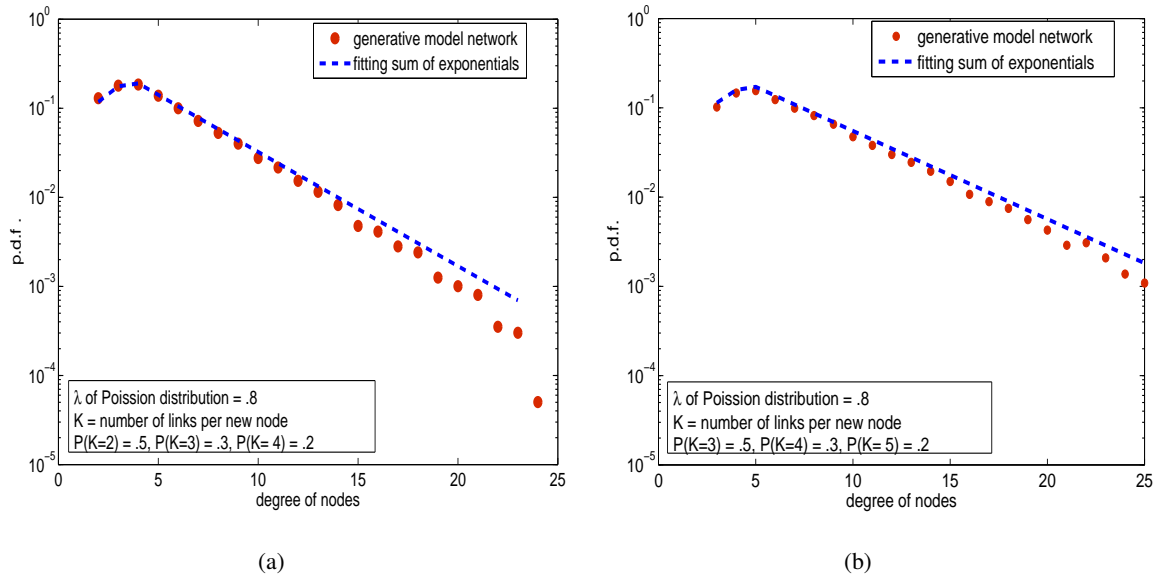 10^0
10^-1
10^-2
10^-3
10^-4
10^-5
p.d.f .
generative model network
fitting sum of exponentials
λ of Poission distribution = .8
K = number of links per new node
P(K=2) = .5, P(K=3) = .3, P(K= 4) = .2
0 5 10 15 20 25
degree of nodes
(a)
10^0
10^-1
10^-2
10^-3
10^-4
10^-5
p.d.f.
generative model network
fitting sum of exponentials
λ of Poission distribution = .8
K = number of links per new node
P(K=3) = .5, P(K=4) = .3, P(K= 5) = .2
0 5 10 15 20 25
degree of nodes
(b)